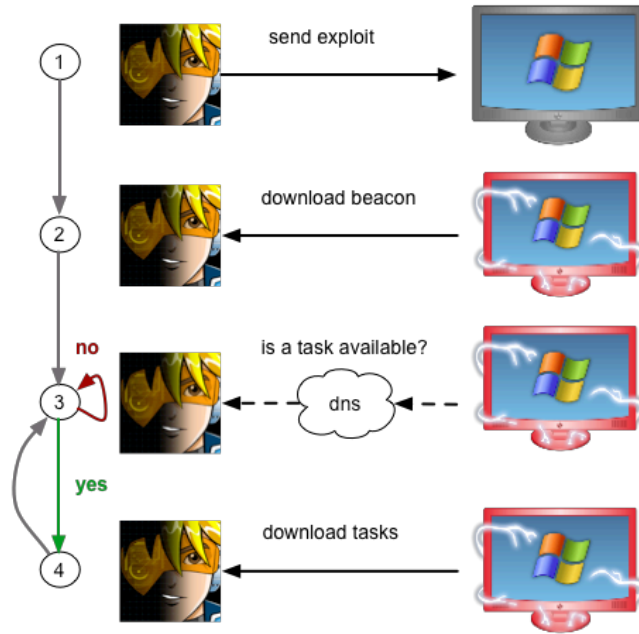 1
send exploit
2
download beacon
no
is a task available?
3
dns
yes
4
download tasks